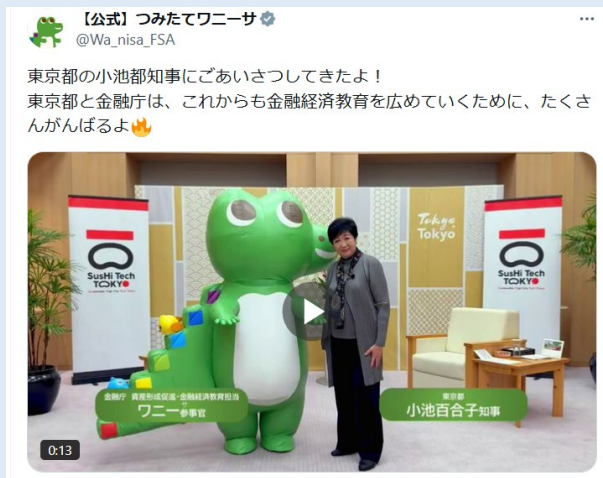 【公式】つみたてワニーサ
@Wa_nisa_FSA
東京都の小池都知事にごあいさつしてきたよ！
東京都と金融庁は、これからも金融経済教育を広めていくために、たくさ
んがんばるよ🔥
Tokyo
Tokyo
SusHi Tech
TOKYO
SusHi Tech
TOKYO
金融庁 資産形成促進・金融経済教育担当
ワニー参事官
東京都
小池百合子知事
0:13